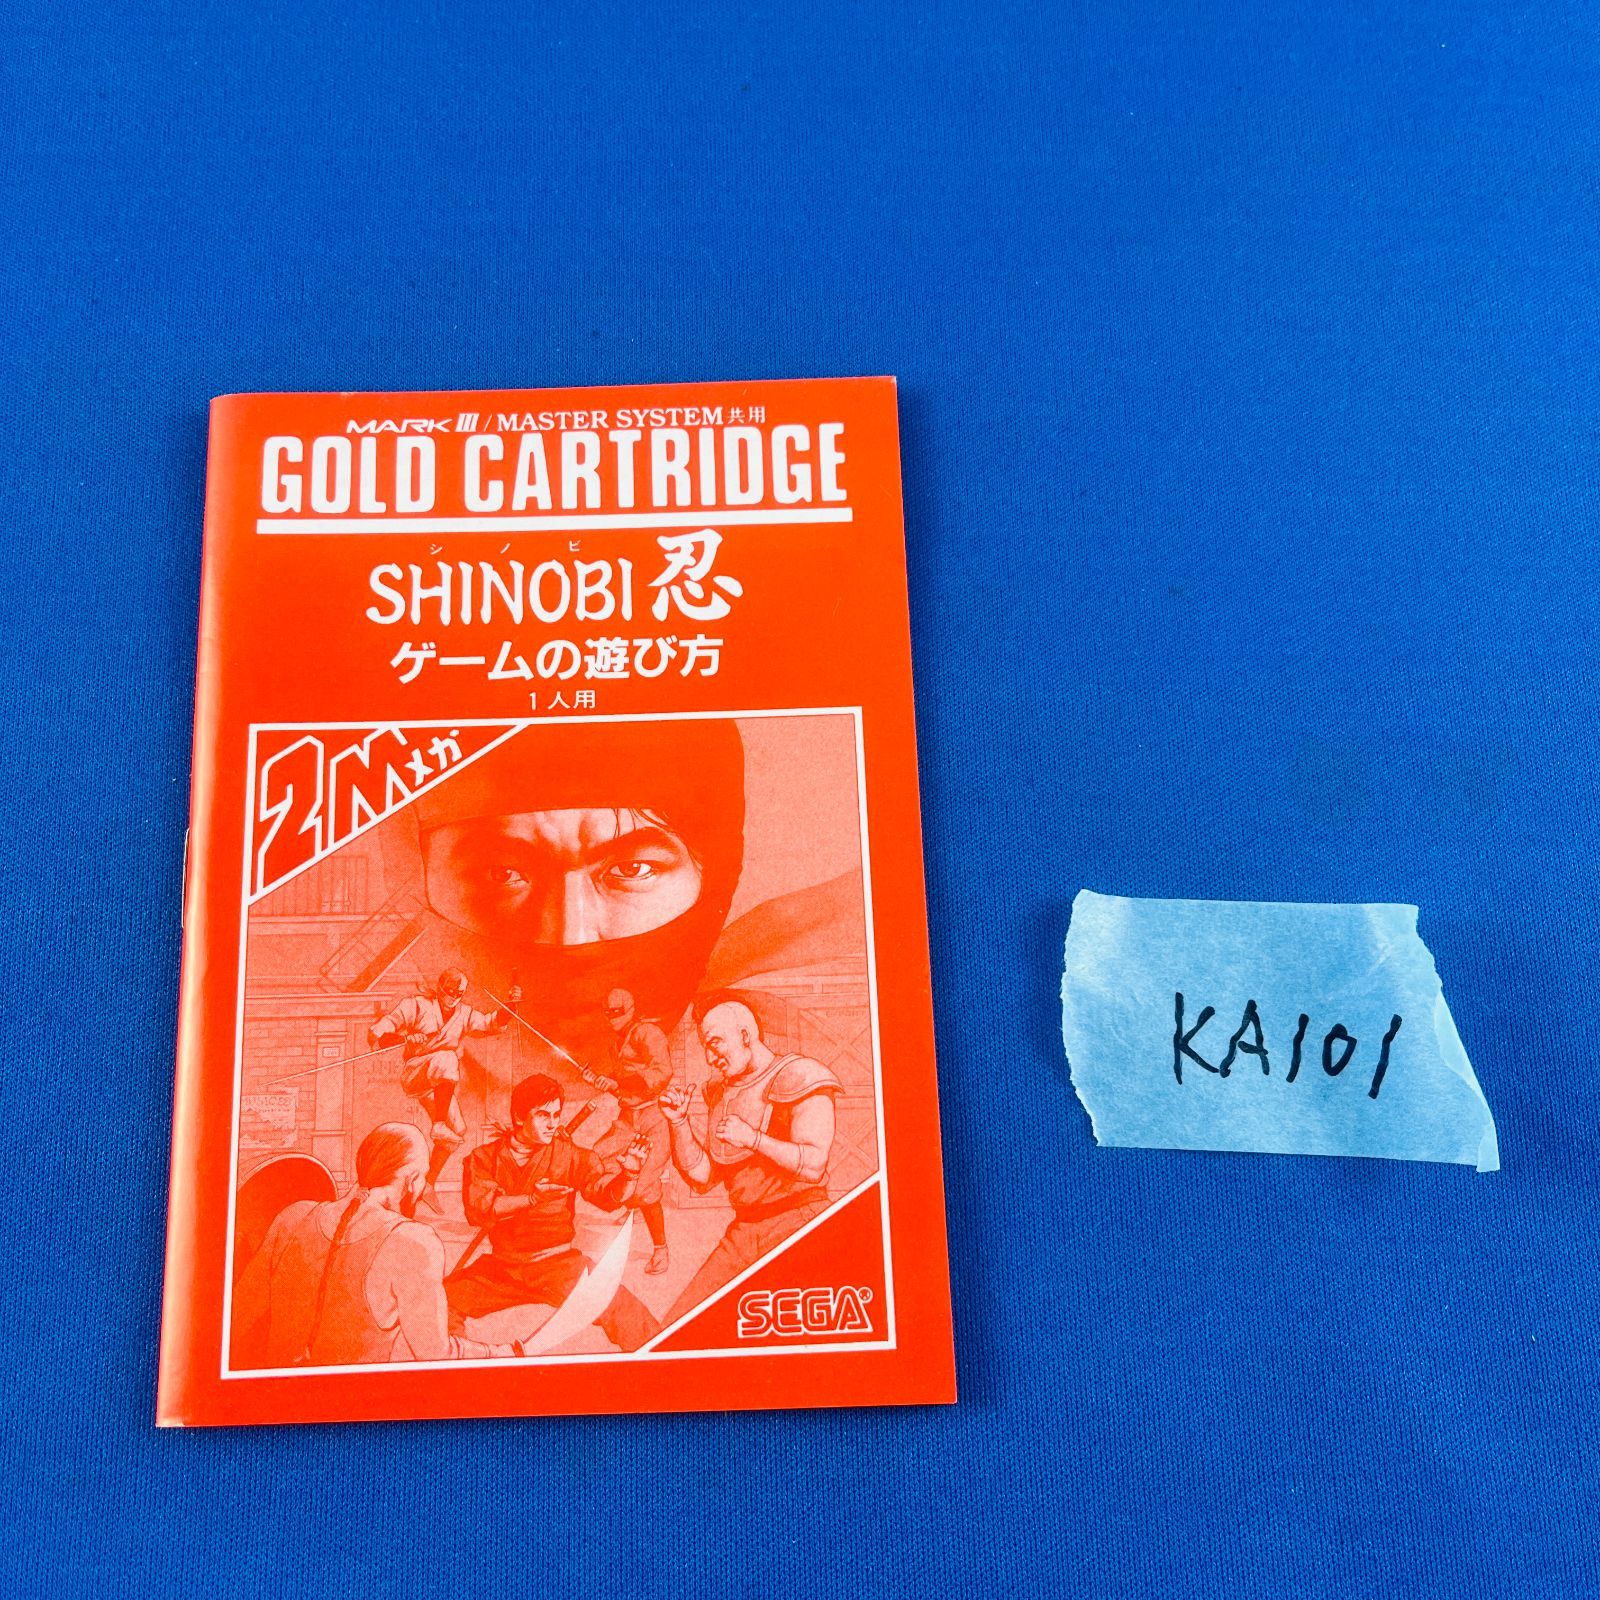 MARK III / MASTER SYSTEM 共用
GOLD CARTRIDGE
シノビ
SHINOBI 忍
ゲームの遊び方
1人用
2M メガ
SEGA®
KA101